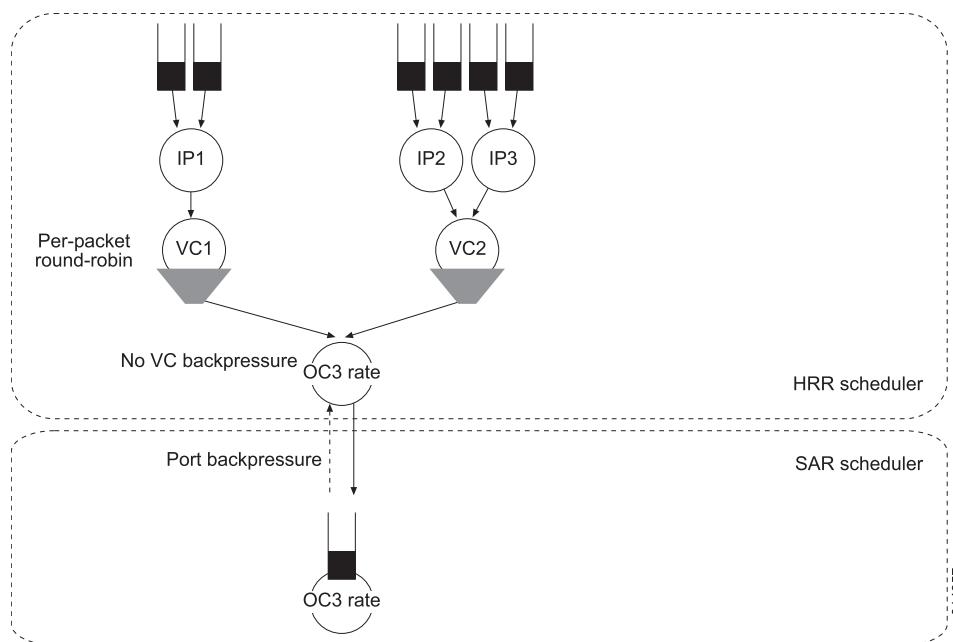 IP1
IP2
IP3
Per-packet
round-robin
VC1
VC2
No VC backpressure
OC3 rate
HRR scheduler
Port backpressure
SAR scheduler
OC3 rate